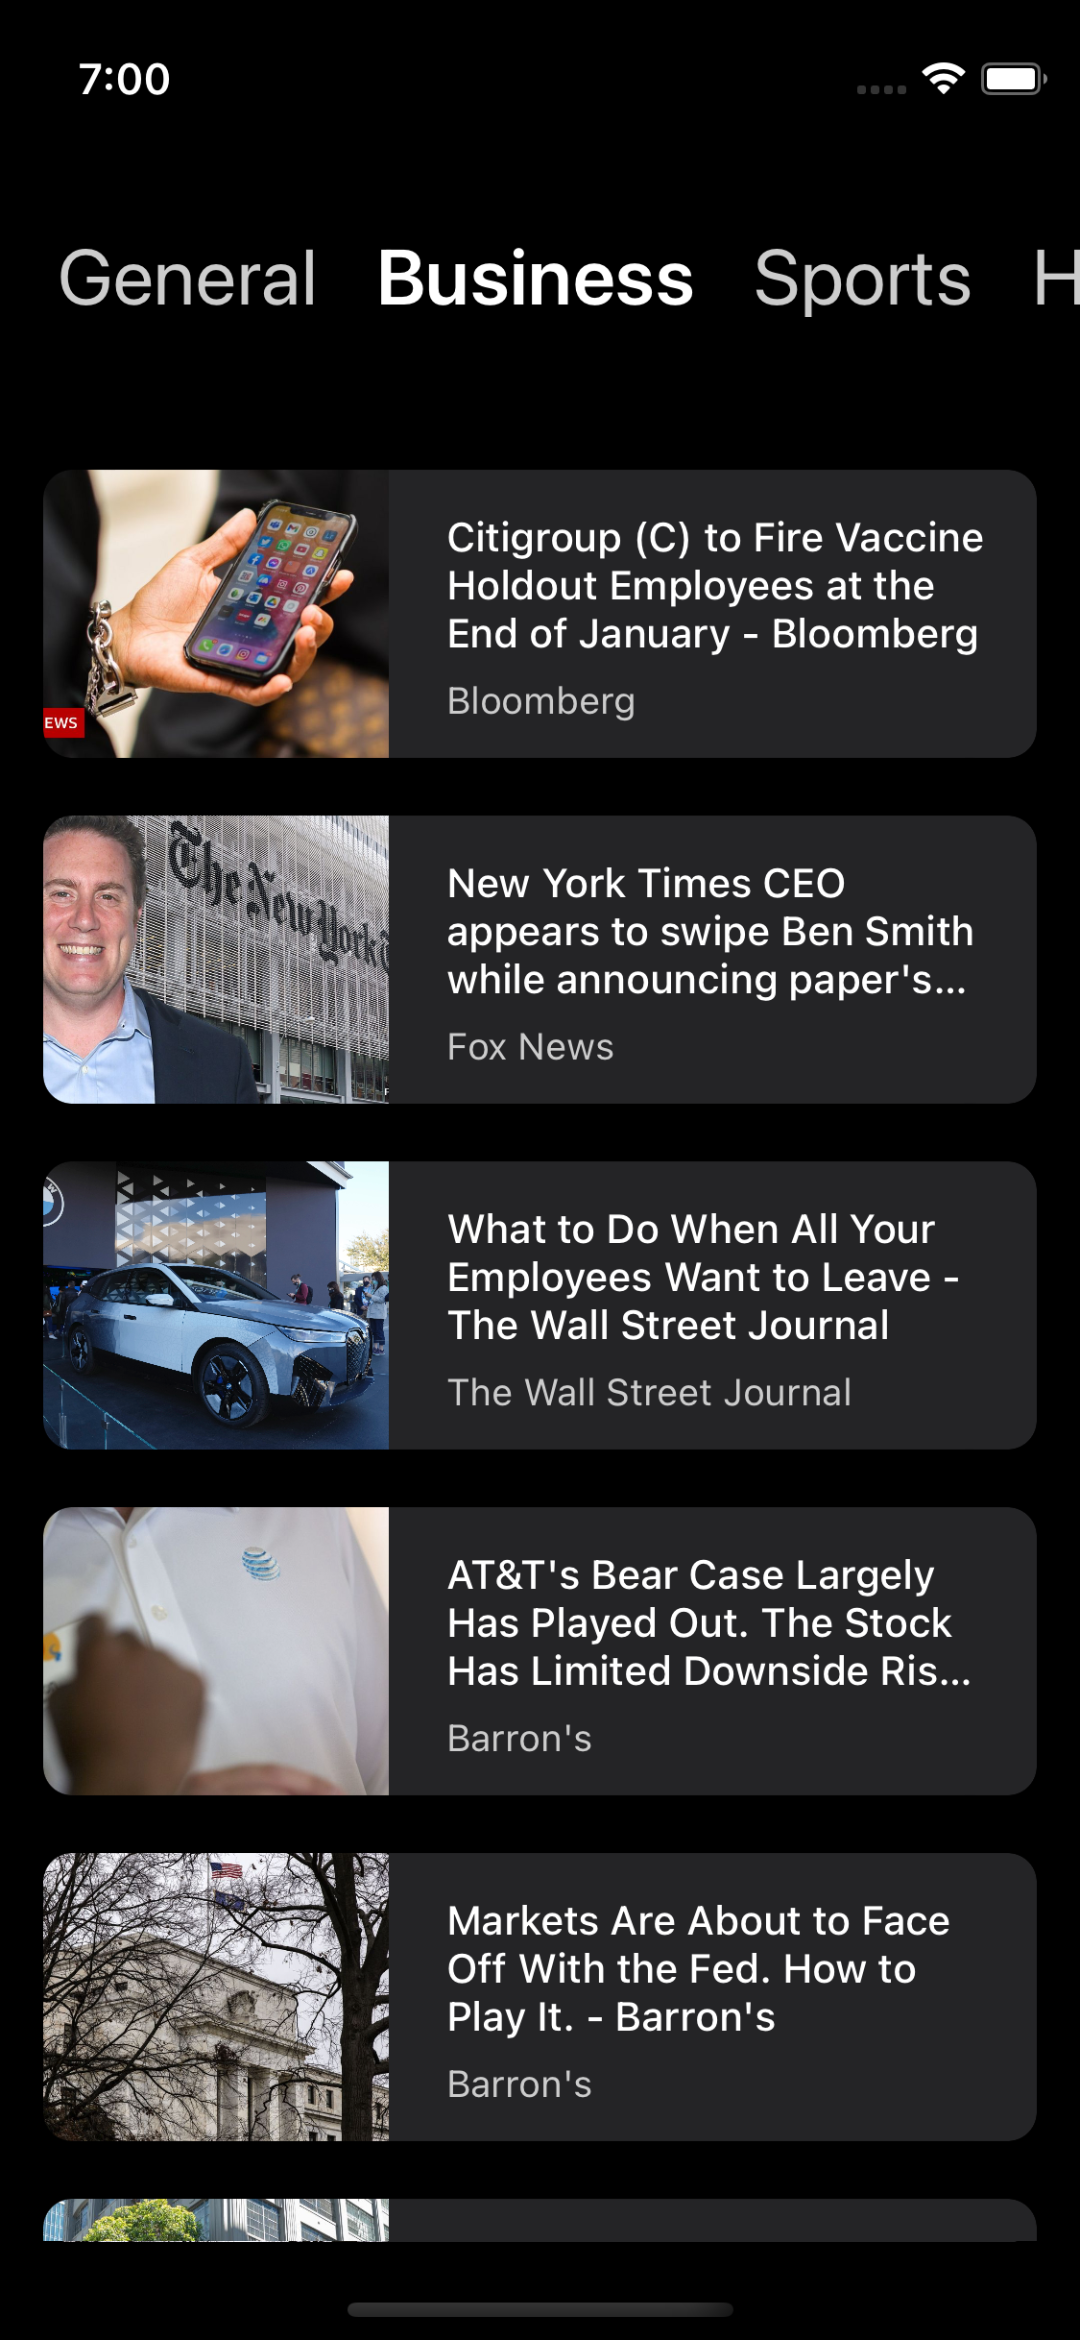 7:00
General Business Sports H
Citigroup (C) to Fire Vaccine
Holdout Employees at the
End of January - Bloomberg
Bloomberg
EWS
The New York
New York Times CEO
appears to swipe Ben Smith
while announcing paper's...
Fox News
What to Do When All Your
Employees Want to Leave -
The Wall Street Journal
The Wall Street Journal
AT&T's Bear Case Largely
Has Played Out. The Stock
Has Limited Downside Ris...
Barron's
Markets Are About to Face
Off With the Fed. How to
Play It. - Barron's
Barron's